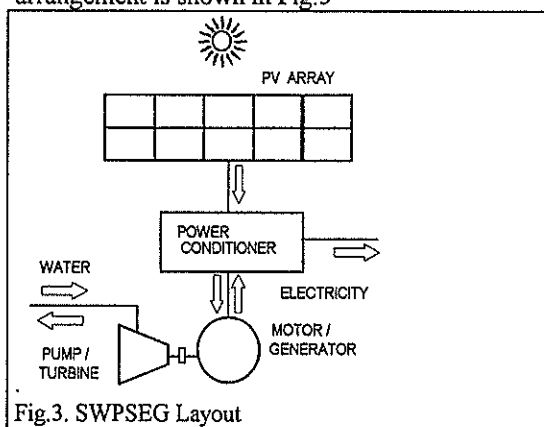 arrangement is shown in Fig.3
PV ARRAY
POWER
CONDITIONER
WATER
ELECTRICITY
MOTOR /
GENERATOR
PUMP /
TURBINE
Fig.3. SWPSEG Layout